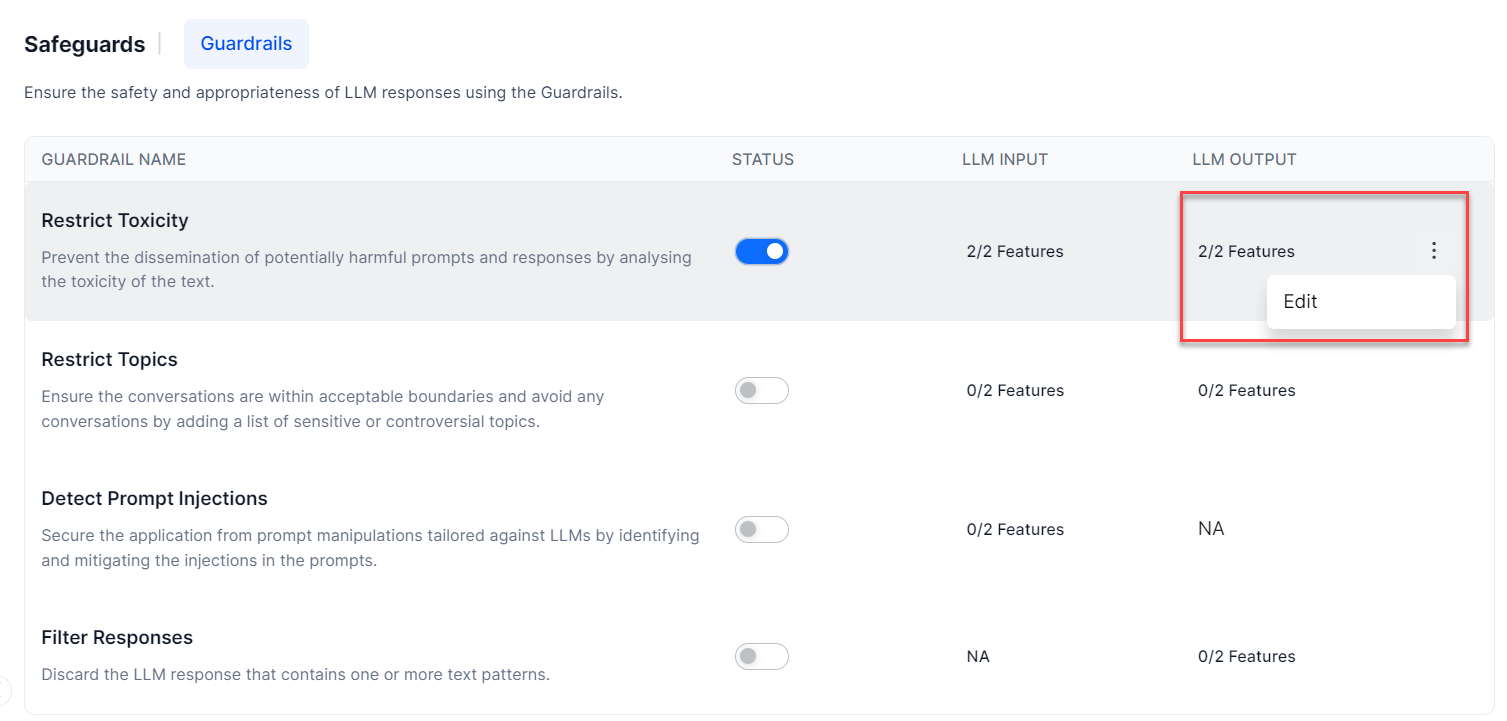 Safeguards
Guardrails
Ensure the safety and appropriateness of LLM responses using the Guardrails.
GUARDRAIL NAME STATUS LLM INPUT LLM OUTPUT
Restrict Toxicity
Prevent the dissemination of potentially harmful prompts and responses by analysing
the toxicity of the text.
2/2 Features
2/2 Features
Edit
Restrict Topics
Ensure the conversations are within acceptable boundaries and avoid any
conversations by adding a list of sensitive or controversial topics.
0/2 Features
0/2 Features
Detect Prompt Injections
Secure the application from prompt manipulations tailored against LLMs by identifying
and mitigating the injections in the prompts.
0/2 Features
NA
Filter Responses
Discard the LLM response that contains one or more text patterns.
NA
0/2 Features